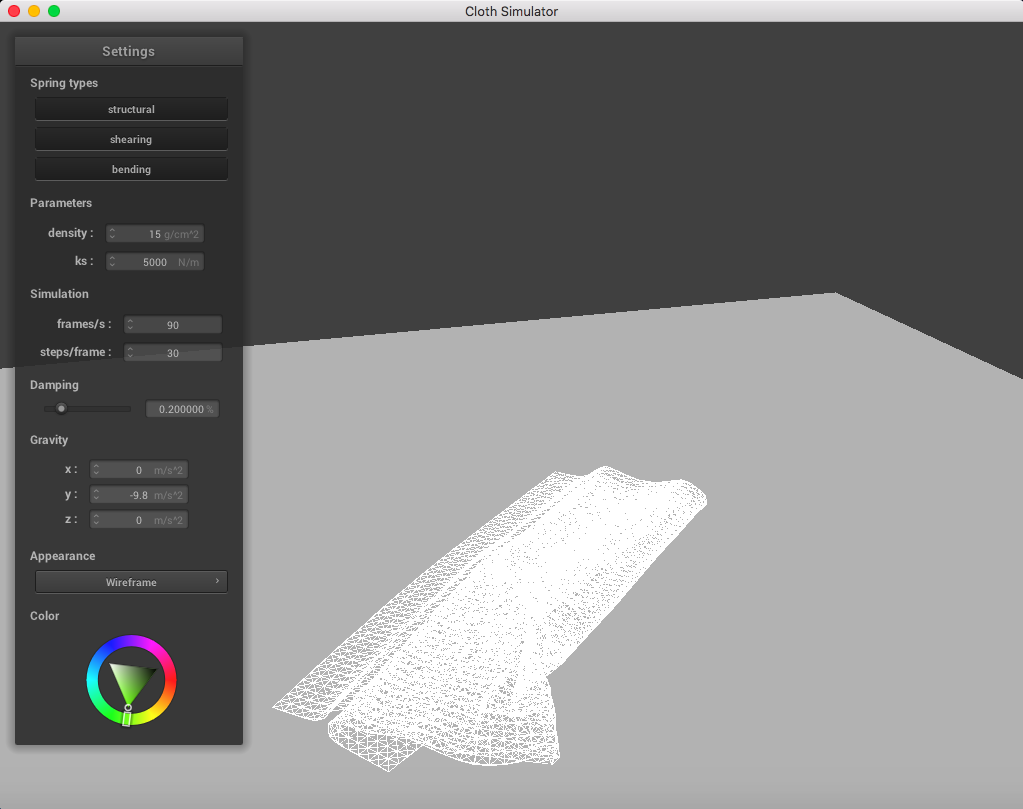 Cloth Simulator
Settings
Spring types
structural
shearing
bending
Parameters
density : 15 g/cm^2
ks : 5000 N/m
Simulation
frames/s : 90
steps/frame : 30
Damping
0.200000 %
Gravity
x : 0 m/s^2
y : -9.8 m/s^2
z : 0 m/s^2
Appearance
Wireframe ›
Color